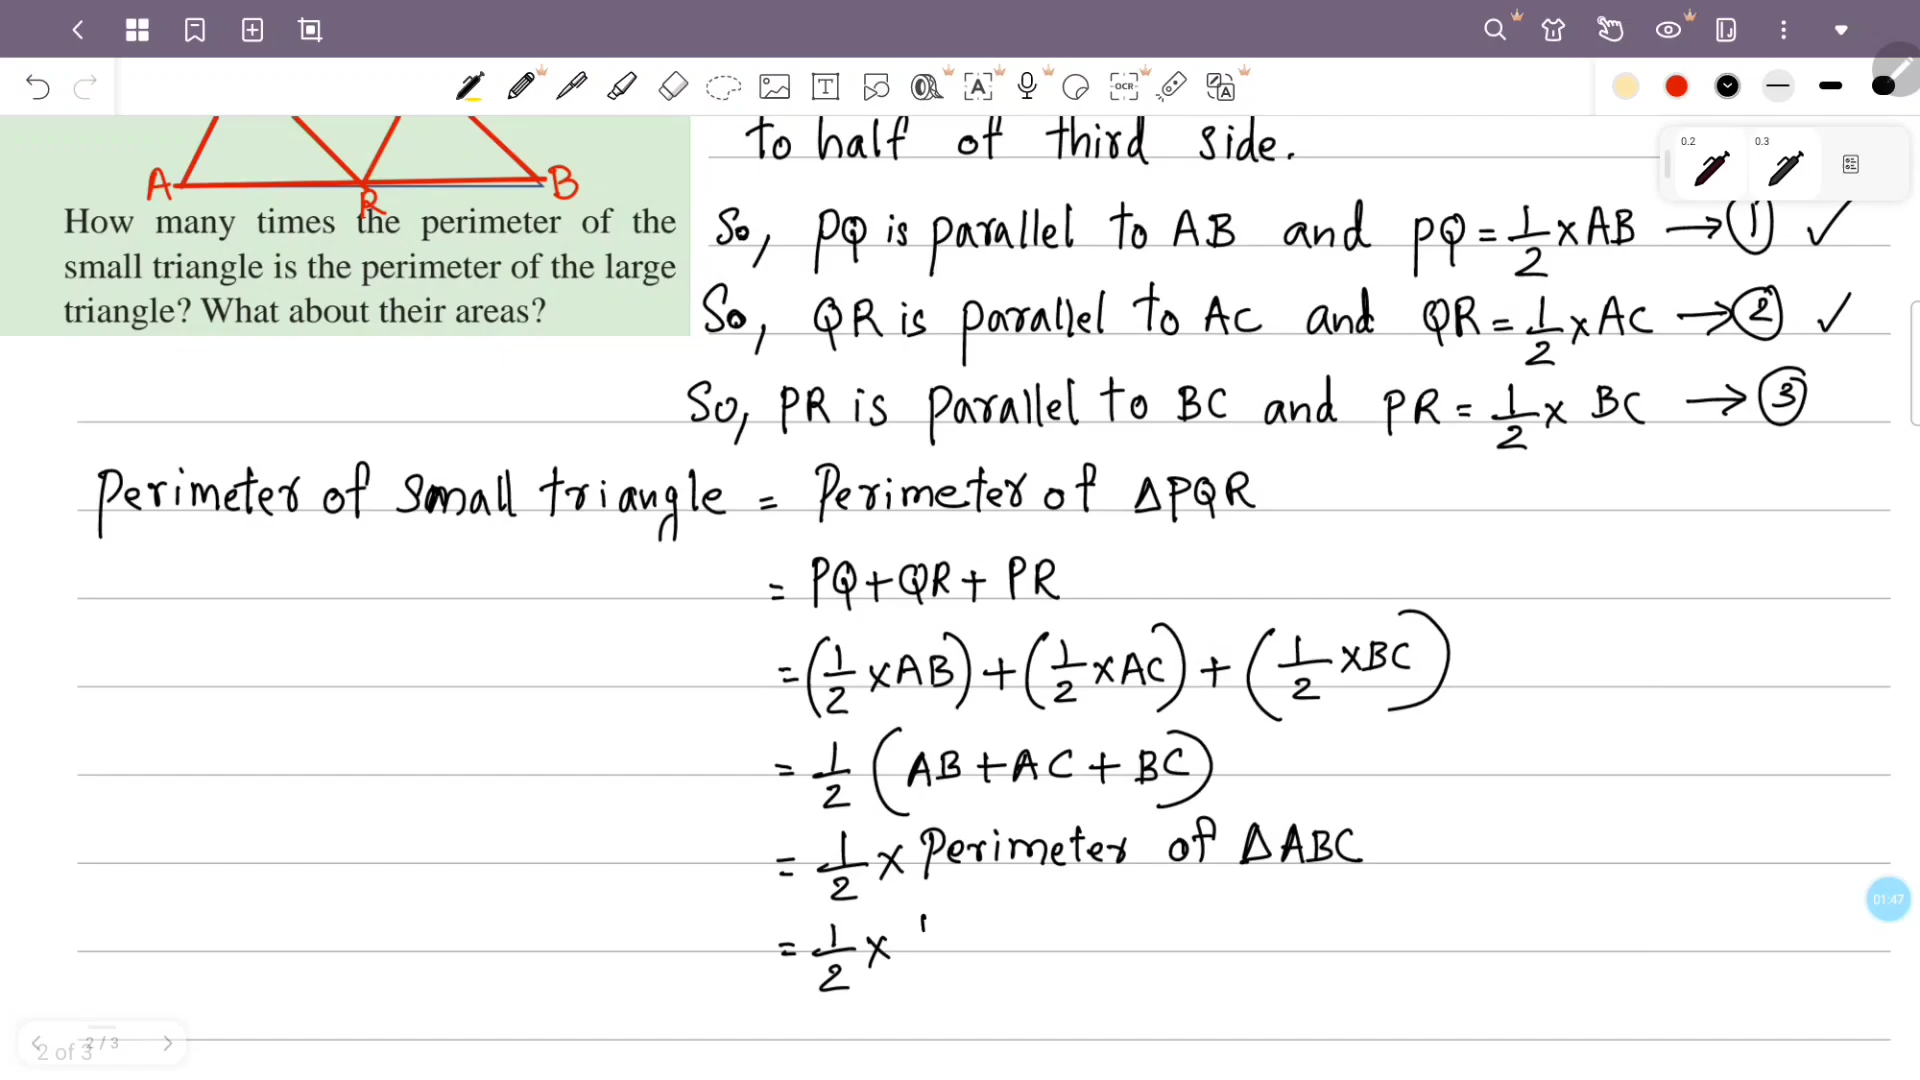 A
R
B
How many times the perimeter of the
small triangle is the perimeter of the large
triangle? What about their areas?
to half of third side.
So, PQ is parallel to AB and PQ = 1/2 × AB → ① ✓
So, QR is parallel to AC and QR = 1/2 × AC → ② ✓
So, PR is parallel to BC and PR = 1/2 × BC → ③
Perimeter of small triangle = Perimeter of △PQR
= PQ + QR + PR
= (1/2 × AB) + (1/2 × AC) + (1/2 × BC)
= 1/2 (AB + AC + BC)
= 1/2 × Perimeter of △ABC
= 1/2 ×
0.2
0.3
OCR
01:47
2 of 3
2 / 3